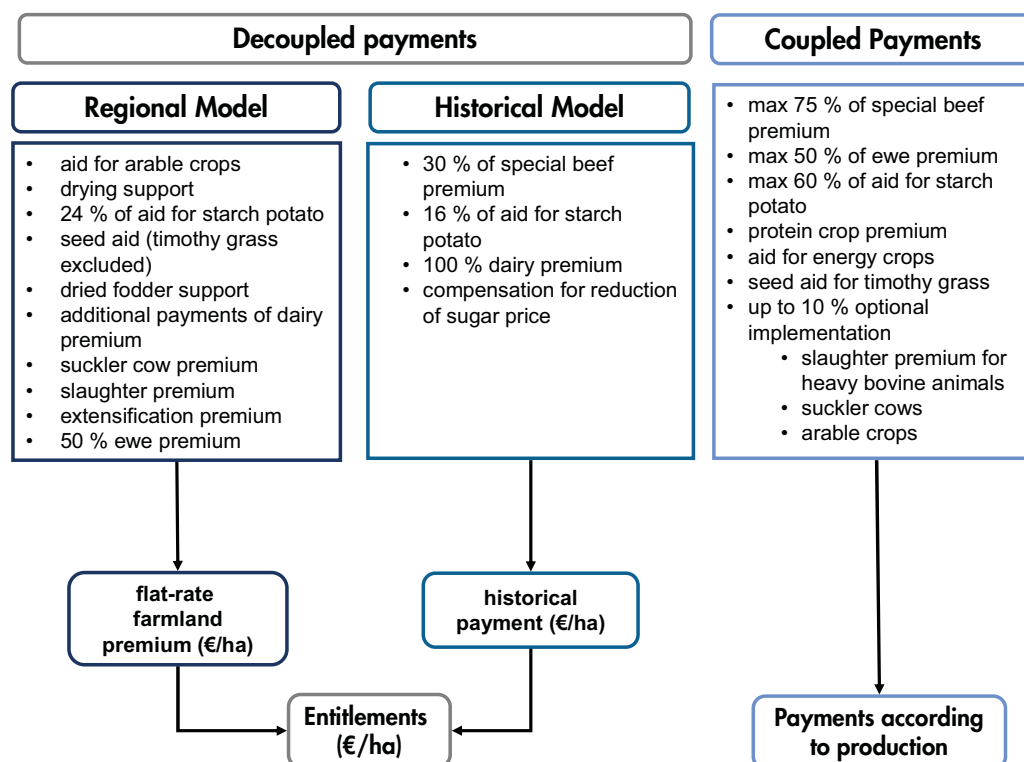 Decoupled payments
Coupled Payments
Regional Model
Historical Model
• aid for arable crops
• drying support
• 24 % of aid for starch potato
• seed aid (timothy grass
excluded)
• dried fodder support
• additional payments of dairy
premium
• suckler cow premium
• slaughter premium
• extensification premium
• 50 % ewe premium
• 30 % of special beef
premium
• 16 % of aid for starch
potato
• 100 % dairy premium
• compensation for reduction
of sugar price
• max 75 % of special beef
premium
• max 50 % of ewe premium
• max 60 % of aid for starch
potato
• protein crop premium
• aid for energy crops
• seed aid for timothy grass
• up to 10 % optional
implementation
• slaughter premium for
heavy bovine animals
• suckler cows
• arable crops
flat-rate
farmland
premium (€/ha)
historical
payment (€/ha)
Entitlements
(€/ha)
Payments according
to production